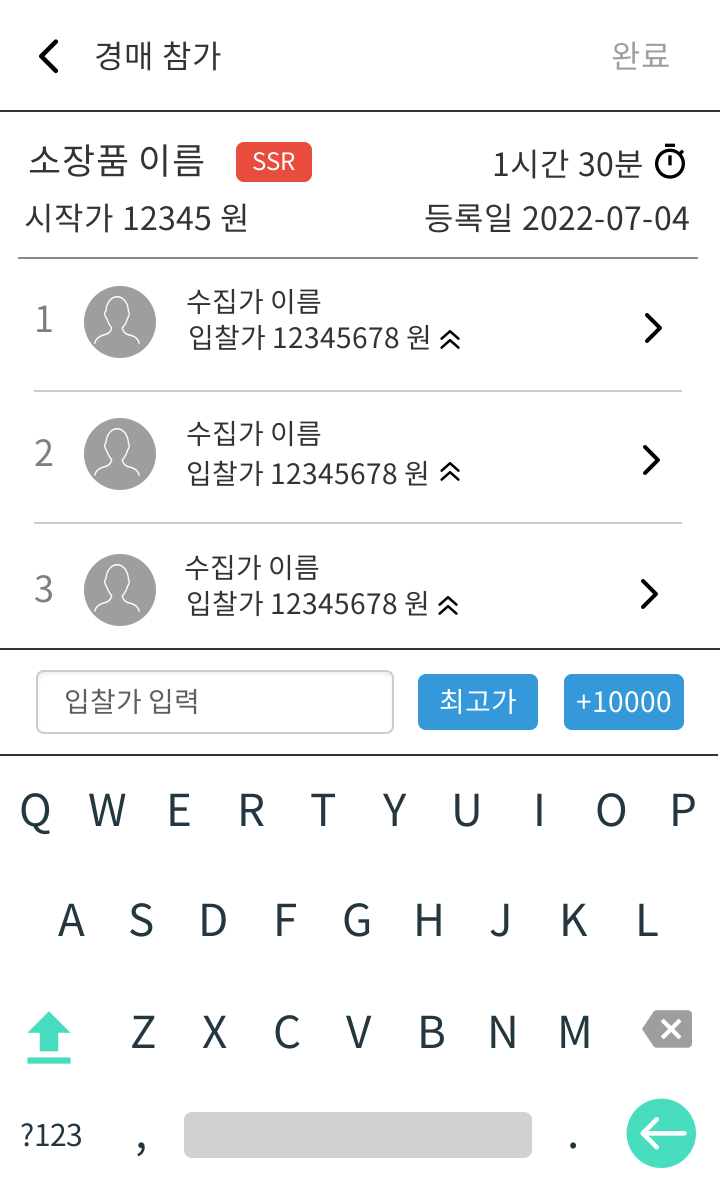 경매 참가 완료
소장품 이름 SSR 1시간 30분
시작가 12345 원 등록일 2022-07-04
1 수집가 이름
입찰가 12345678 원
2 수집가 이름
입찰가 12345678 원
3 수집가 이름
입찰가 12345678 원
입찰가 입력 최고가 +10000
Q W E R T Y U I O P
A S D F G H J K L
Z X C V B N M
?123 , .